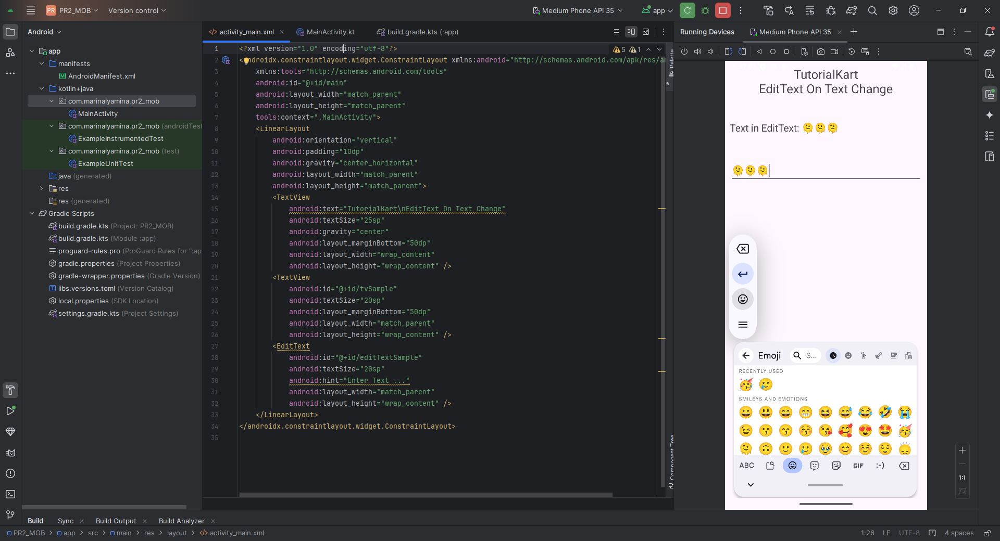 PR PR2_MOB Version control Medium Phone API 35 app
Android
app
manifests
AndroidManifest.xml
kotlin+java
com.marinalyamina.pr2_mob
MainActivity
com.marinalyamina.pr2_mob (androidTest
ExampleInstrumentedTest
com.marinalyamina.pr2_mob (test)
ExampleUnitTest
java (generated)
res
res (generated)
Gradle Scripts
build.gradle.kts (Project: PR2_MOB)
build.gradle.kts (Module :app)
proguard-rules.pro (ProGuard Rules for ":ap
gradle.properties (Project Properties)
gradle-wrapper.properties (Gradle Version)
libs.versions.toml (Version Catalog)
local.properties (SDK Location)
settings.gradle.kts (Project Settings)
activity_main.xml MainActivity.kt build.gradle.kts (:app)
5 1
1 <?xml version="1.0" encoding="utf-8"?>
2 <androidx.constraintlayout.widget.ConstraintLayout xmlns:android="http://schemas.android.com/apk/res/an
3 xmlns:tools="http://schemas.android.com/tools"
4 android:id="@+id/main"
5 android:layout_width="match_parent"
6 android:layout_height="match_parent"
7 tools:context=".MainActivity">
8 <LinearLayout
9 android:orientation="vertical"
10 android:padding="10dp"
11 android:gravity="center_horizontal"
12 android:layout_width="match_parent"
13 android:layout_height="match_parent">
14 <TextView
15 android:text="TutorialKart\nEditText On Text Change"
16 android:textSize="25sp"
17 android:gravity="center"
18 android:layout_marginBottom="50dp"
19 android:layout_width="wrap_content"
20 android:layout_height="wrap_content" />
21 <TextView
22 android:id="@+id/tvSample"
23 android:textSize="20sp"
24 android:layout_marginBottom="50dp"
25 android:layout_width="match_parent"
26 android:layout_height="wrap_content" />
27 <EditText
28 android:id="@+id/editTextSample"
29 android:textSize="20sp"
30 android:hint="Enter Text ..."
31 android:layout_width="match_parent"
32 android:layout_height="wrap_content" />
33 </LinearLayout>
34 </androidx.constraintlayout.widget.ConstraintLayout>
35
Palette
Component Tree
Running Devices Medium Phone API 35
TutorialKart
EditText On Text Change
Text in EditText: 🫠🫠🫠
🫠🫠🫠
Emoji S...
RECENTLY USED
SMILEYS AND EMOTIONS
ABC GIF :-)
1:1
Build Sync Build Output Build Analyzer
PR2_MOB > app > src > main > res > layout > activity_main.xml
1:26 LF UTF-8 4 spaces